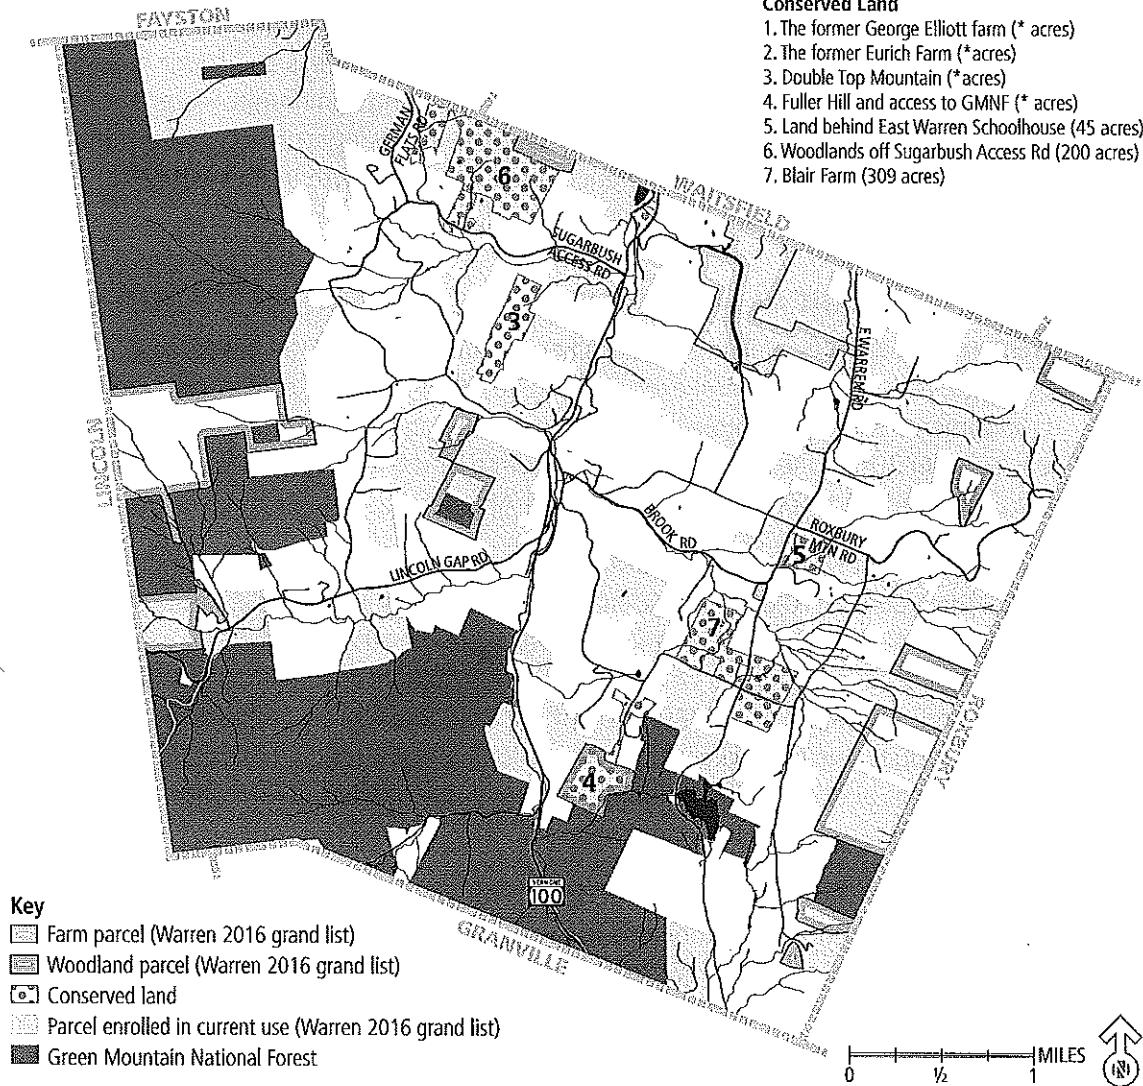 FAYSTON
Conserved Land
1. The former George Elliott farm (* acres)
2. The former Eurich Farm (*acres)
3. Double Top Mountain (*acres)
4. Fuller Hill and access to GMNF (* acres)
5. Land behind East Warren Schoolhouse (45 acres)
6. Woodlands off Sugarbush Access Rd (200 acres)
7. Blair Farm (309 acres)
GERMAN
FLATS RD
6
WAITSFIELD
SUGARBUSH
ACCESS RD
3
E WARREN RD
LINCOLN
BROOK RD
ROXBURY
MTN RD
5
LINCOLN GAP RD
7
ROXBURY
4
VERMONT
100
GRANVILLE
Key
Farm parcel (Warren 2016 grand list)
Woodland parcel (Warren 2016 grand list)
Conserved land
Parcel enrolled in current use (Warren 2016 grand list)
Green Mountain National Forest
MILES
0 ½ 1
N